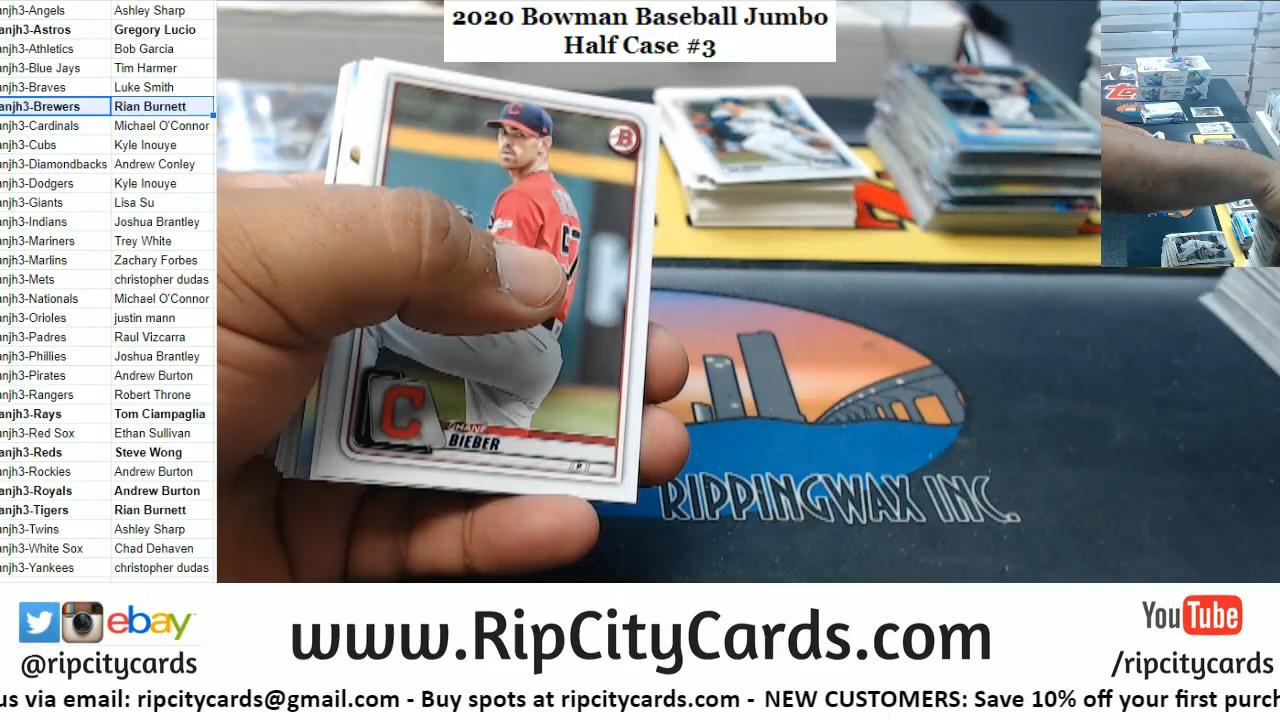 2020 Bowman Baseball Jumbo
Half Case #3
anjh3-Angels Ashley Sharp
anjh3-Astros Gregory Lucio
anjh3-Athletics Bob Garcia
anjh3-Blue Jays Tim Harmer
anjh3-Braves Luke Smith
anjh3-Brewers Rian Burnett
anjh3-Cardinals Michael O'Connor
anjh3-Cubs Kyle Inouye
anjh3-Diamondbacks Andrew Conley
anjh3-Dodgers Kyle Inouye
anjh3-Giants Lisa Su
anjh3-Indians Joshua Brantley
anjh3-Mariners Trey White
anjh3-Marlins Zachary Forbes
anjh3-Mets christopher dudas
anjh3-Nationals Michael O'Connor
anjh3-Orioles justin mann
anjh3-Padres Raul Vizcarra
anjh3-Phillies Joshua Brantley
anjh3-Pirates Andrew Burton
anjh3-Rangers Robert Throne
anjh3-Rays Tom Ciampaglia
anjh3-Red Sox Ethan Sullivan
anjh3-Reds Steve Wong
anjh3-Rockies Andrew Burton
anjh3-Royals Andrew Burton
anjh3-Tigers Rian Burnett
anjh3-Twins Ashley Sharp
anjh3-White Sox Chad Dehaven
anjh3-Yankees christopher dudas
B
C
C
SHANE
BIEBER
P
RIPPINGWAX INC.
ebay
@ripcitycards
www.RipCityCards.com
YouTube
/ripcitycards
us via email: ripcitycards@gmail.com - Buy spots at ripcitycards.com - NEW CUSTOMERS: Save 10% off your first purch